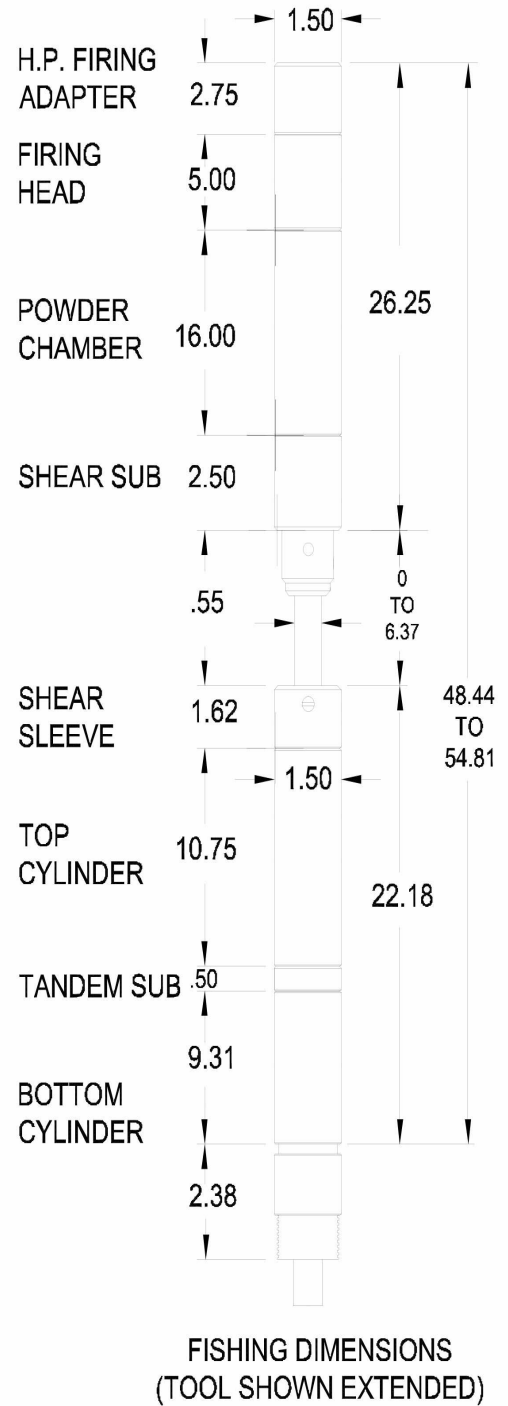 1.50
H.P. FIRING
ADAPTER
2.75
FIRING
HEAD
5.00
26.25
POWDER
CHAMBER
16.00
SHEAR SUB
2.50
.55
0
TO
6.37
SHEAR
SLEEVE
1.62
48.44
TO
54.81
1.50
TOP
CYLINDER
10.75
22.18
TANDEM SUB
.50
9.31
BOTTOM
CYLINDER
2.38
FISHING DIMENSIONS
(TOOL SHOWN EXTENDED)